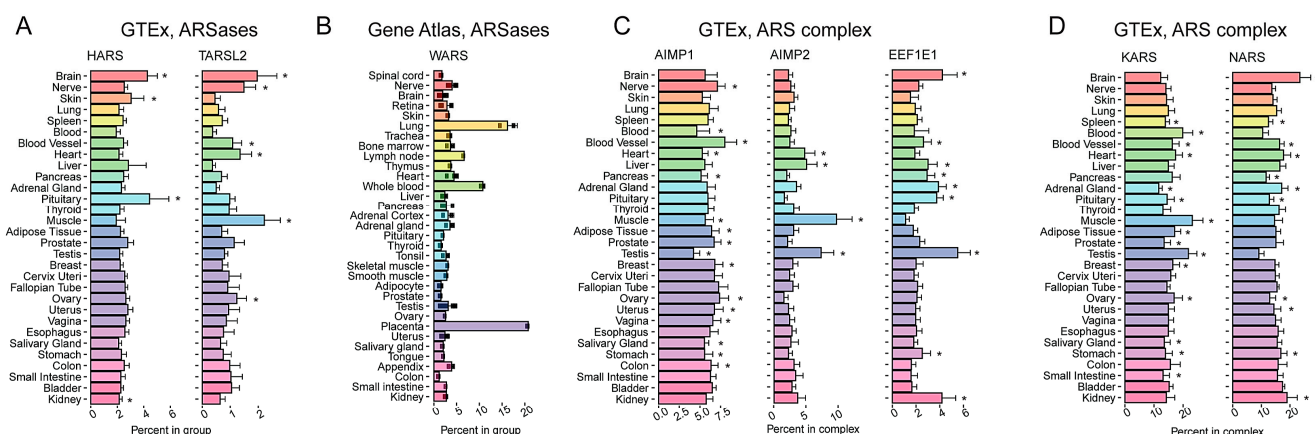 A
GTEx, ARSases
HARS
TARSL2
Brain
Nerve
Skin
Lung
Spleen
Blood
Blood Vessel
Heart
Liver
Pancreas
Adrenal Gland
Pituitary
Thyroid
Muscle
Adipose Tissue
Prostate
Testis
Breast
Cervix Uteri
Fallopian Tube
Ovary
Uterus
Vagina
Esophagus
Salivary Gland
Stomach
Colon
Small Intestine
Bladder
Kidney
0 2 4 6
0 1 2
Percent in group
B
Gene Atlas, ARSases
WARS
Spinal cord
Nerve
Brain
Retina
Skin
Lung
Trachea
Bone marrow
Lymph node
Thymus
Heart
Whole blood
Liver
Pancreas
Adrenal Cortex
Adrenal gland
Pituitary
Thyroid
Tonsil
Skeletal muscle
Smooth muscle
Adipocyte
Prostate
Testis
Ovary
Placenta
Uterus
Salivary gland
Tongue
Appendix
Colon
Small intestine
Kidney
0 5 10 15 20
Percent in group
C
GTEx, ARS complex
AIMP1
AIMP2
EEF1E1
Brain
Nerve
Skin
Lung
Spleen
Blood
Blood Vessel
Heart
Liver
Pancreas
Adrenal Gland
Pituitary
Thyroid
Muscle
Adipose Tissue
Prostate
Testis
Breast
Cervix Uteri
Fallopian Tube
Ovary
Uterus
Vagina
Esophagus
Salivary Gland
Stomach
Colon
Small Intestine
Bladder
Kidney
0.0 2.5 5.0 7.5
0 5 10
0 2 4 6
Percent in complex
D
GTEx, ARS complex
KARS
NARS
Brain
Nerve
Skin
Lung
Spleen
Blood
Blood Vessel
Heart
Liver
Pancreas
Adrenal Gland
Pituitary
Thyroid
Muscle
Adipose Tissue
Prostate
Testis
Breast
Cervix Uteri
Fallopian Tube
Ovary
Uterus
Vagina
Esophagus
Salivary Gland
Stomach
Colon
Small Intestine
Bladder
Kidney
0 10 20
0 10 20
Percent in complex